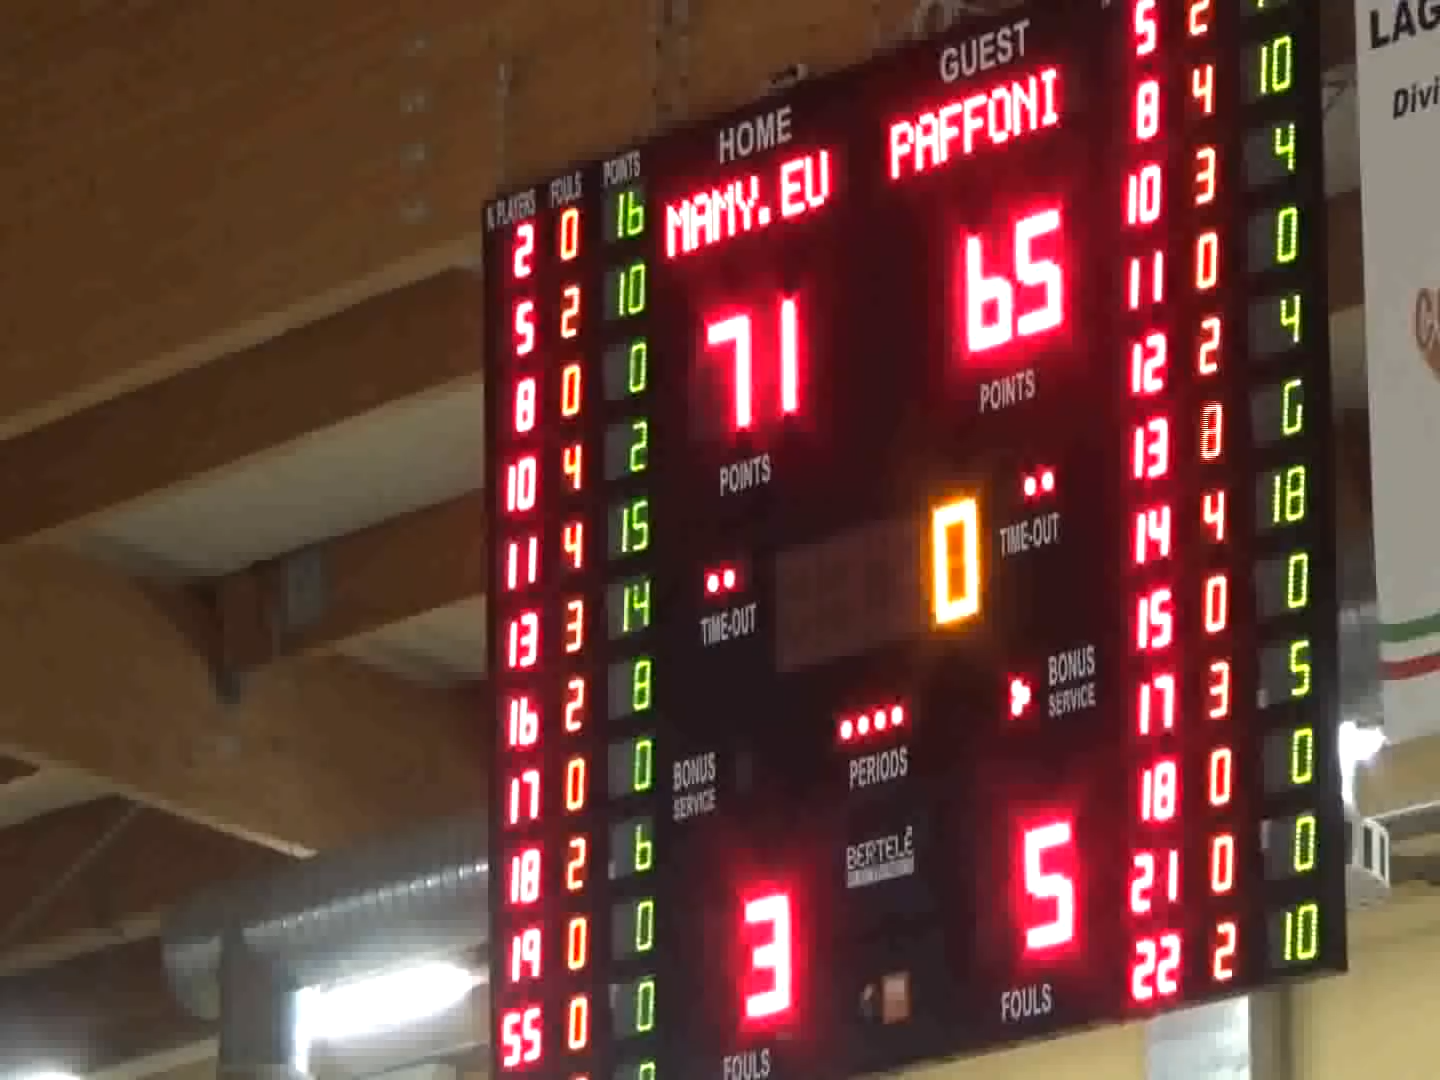 LAG
Divi
GUEST
HOME
PAFFONI
MAMY.EU
N PLAYERS FOULS POINTS
2 0 16
5 2 10
8 0 0
10 4 2
11 4 15
13 3 14
16 2 8
17 0 0
18 2 6
19 0 0
55 0 0
71
POINTS
65
POINTS
TIME-OUT
0
TIME-OUT
PERIODS
BONUS
SERVICE
BONUS
SERVICE
BERTELÉ
3
FOULS
5
FOULS
5 2
8 4 10
10 3 4
11 0 0
12 2 4
13
14 4 18
15 0 0
17 3 5
18 0 0
21 0 0
22 2 10